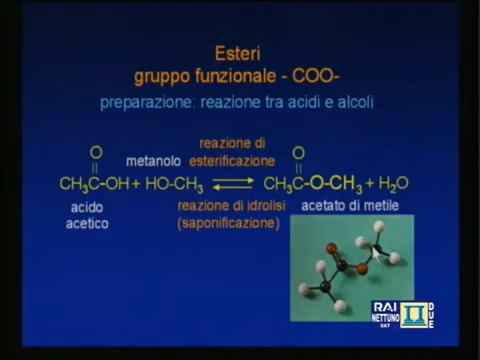 Esteri
gruppo funzionale - COO-
preparazione: reazione tra acidi e alcoli
reazione di
metanolo esterificazione
O O
CH₃C-OH + HO-CH₃ CH₃C-O-CH₃ + H₂O
acido reazione di idrolisi acetato di metile
acetico (saponificazione)
RAI
NETTUNO
SAT
DUE